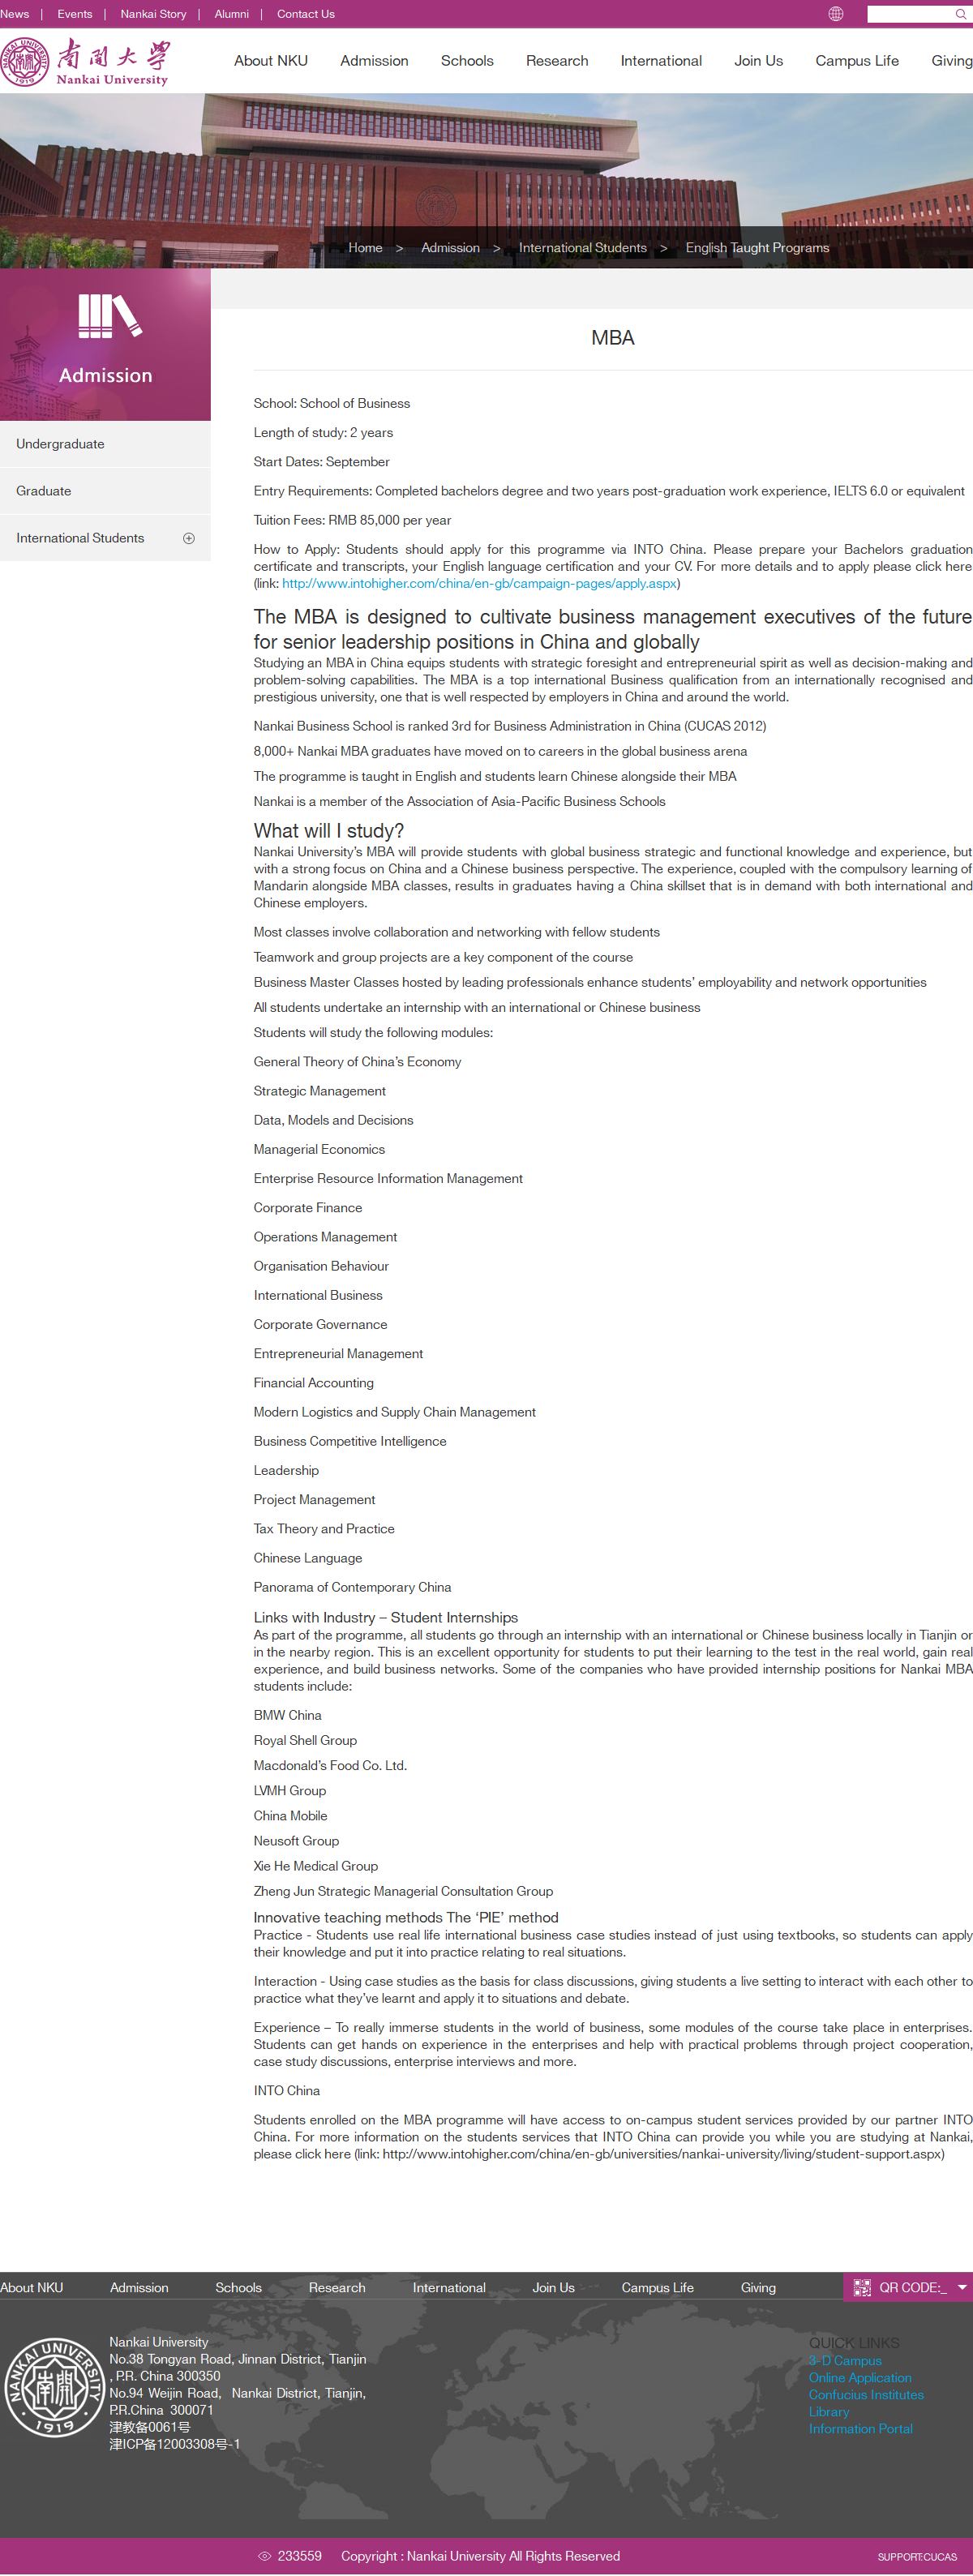 News | Events | Nankai Story | Alumni | Contact Us
南開大學
Nankai University
NANKAI UNIVERSITY
1919
About NKU Admission Schools Research International Join Us Campus Life Giving
Home > Admission > International Students > English Taught Programs
Admission
Undergraduate
Graduate
International Students
MBA
School: School of Business
Length of study: 2 years
Start Dates: September
Entry Requirements: Completed bachelors degree and two years post-graduation work experience, IELTS 6.0 or equivalent
Tuition Fees: RMB 85,000 per year
How to Apply: Students should apply for this programme via INTO China. Please prepare your Bachelors graduation
certificate and transcripts, your English language certification and your CV. For more details and to apply please click here
(link: http://www.intohigher.com/china/en-gb/campaign-pages/apply.aspx)
The MBA is designed to cultivate business management executives of the future
for senior leadership positions in China and globally
Studying an MBA in China equips students with strategic foresight and entrepreneurial spirit as well as decision-making and
problem-solving capabilities. The MBA is a top international Business qualification from an internationally recognised and
prestigious university, one that is well respected by employers in China and around the world.
Nankai Business School is ranked 3rd for Business Administration in China (CUCAS 2012)
8,000+ Nankai MBA graduates have moved on to careers in the global business arena
The programme is taught in English and students learn Chinese alongside their MBA
Nankai is a member of the Association of Asia-Pacific Business Schools
What will I study?
Nankai University’s MBA will provide students with global business strategic and functional knowledge and experience, but
with a strong focus on China and a Chinese business perspective. The experience, coupled with the compulsory learning of
Mandarin alongside MBA classes, results in graduates having a China skillset that is in demand with both international and
Chinese employers.
Most classes involve collaboration and networking with fellow students
Teamwork and group projects are a key component of the course
Business Master Classes hosted by leading professionals enhance students’ employability and network opportunities
All students undertake an internship with an international or Chinese business
Students will study the following modules:
General Theory of China’s Economy
Strategic Management
Data, Models and Decisions
Managerial Economics
Enterprise Resource Information Management
Corporate Finance
Operations Management
Organisation Behaviour
International Business
Corporate Governance
Entrepreneurial Management
Financial Accounting
Modern Logistics and Supply Chain Management
Business Competitive Intelligence
Leadership
Project Management
Tax Theory and Practice
Chinese Language
Panorama of Contemporary China
Links with Industry – Student Internships
As part of the programme, all students go through an internship with an international or Chinese business locally in Tianjin or
in the nearby region. This is an excellent opportunity for students to put their learning to the test in the real world, gain real
experience, and build business networks. Some of the companies who have provided internship positions for Nankai MBA
students include:
BMW China
Royal Shell Group
Macdonald’s Food Co. Ltd.
LVMH Group
China Mobile
Neusoft Group
Xie He Medical Group
Zheng Jun Strategic Managerial Consultation Group
Innovative teaching methods The ‘PIE’ method
Practice - Students use real life international business case studies instead of just using textbooks, so students can apply
their knowledge and put it into practice relating to real situations.
Interaction - Using case studies as the basis for class discussions, giving students a live setting to interact with each other to
practice what they’ve learnt and apply it to situations and debate.
Experience – To really immerse students in the world of business, some modules of the course take place in enterprises.
Students can get hands on experience in the enterprises and help with practical problems through project cooperation,
case study discussions, enterprise interviews and more.
INTO China
Students enrolled on the MBA programme will have access to on-campus student services provided by our partner INTO
China. For more information on the students services that INTO China can provide you while you are studying at Nankai,
please click here (link: http://www.intohigher.com/china/en-gb/universities/nankai-university/living/student-support.aspx)
About NKU Admission Schools Research International Join Us Campus Life Giving QR CODE:_
NANKAI UNIVERSITY
1919
Nankai University
No.38 Tongyan Road, Jinnan District, Tianjin
, P.R. China 300350
No.94 Weijin Road, Nankai District, Tianjin,
P.R.China 300071
津教备0061号
津ICP备12003308号-1
QUICK LINKS
3-D Campus
Online Application
Confucius Institutes
Library
Information Portal
233559 Copyright : Nankai University All Rights Reserved
SUPPORT:CUCAS